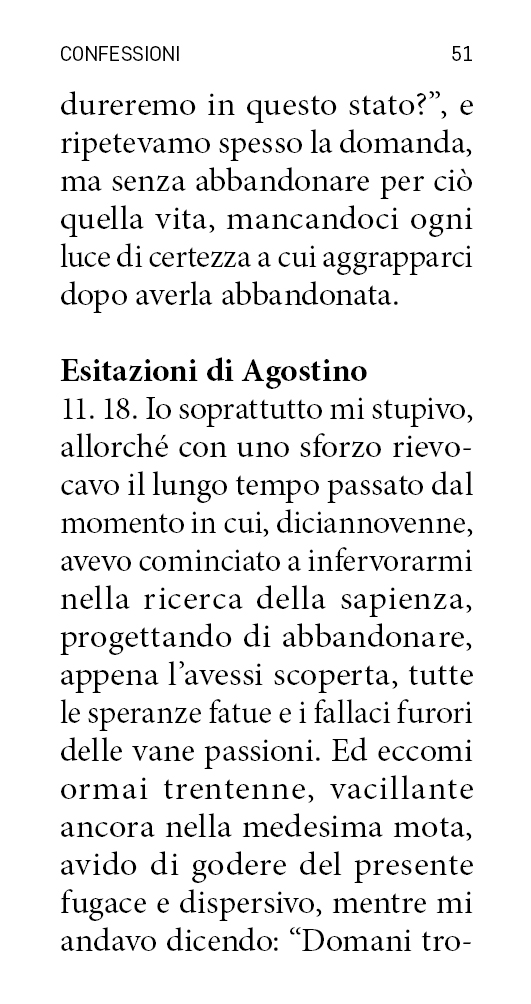 CONFESSIONI 51
dureremo in questo stato?”, e
ripetevamo spesso la domanda,
ma senza abbandonare per ciò
quella vita, mancandoci ogni
luce di certezza a cui aggrapparci
dopo averla abbandonata.
Esitazioni di Agostino
11. 18. Io soprattutto mi stupivo,
allorché con uno sforzo rievo-
cavo il lungo tempo passato dal
momento in cui, diciannovenne,
avevo cominciato a infervorarmi
nella ricerca della sapienza,
progettando di abbandonare,
appena l’avessi scoperta, tutte
le speranze fatue e i fallaci furori
delle vane passioni. Ed eccomi
ormai trentenne, vacillante
ancora nella medesima mota,
avido di godere del presente
fugace e dispersivo, mentre mi
andavo dicendo: “Domani tro-